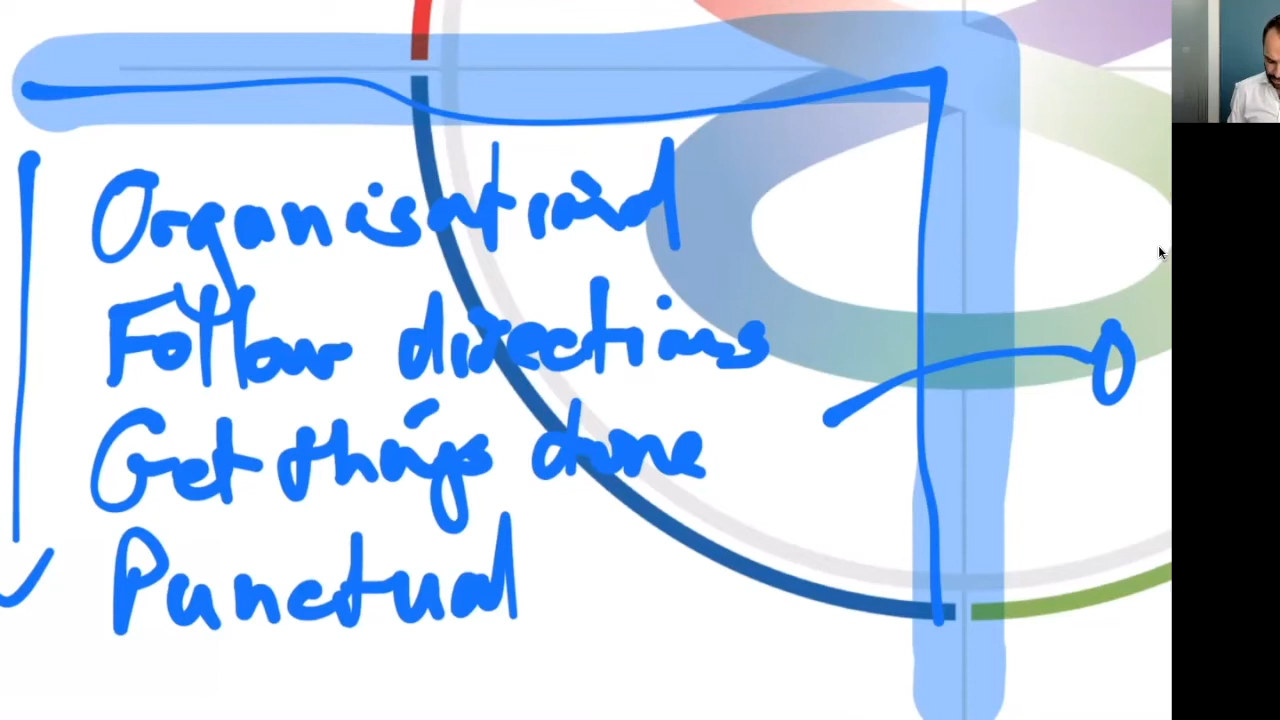 Organisational
Follow directions
Get things done
Punctual